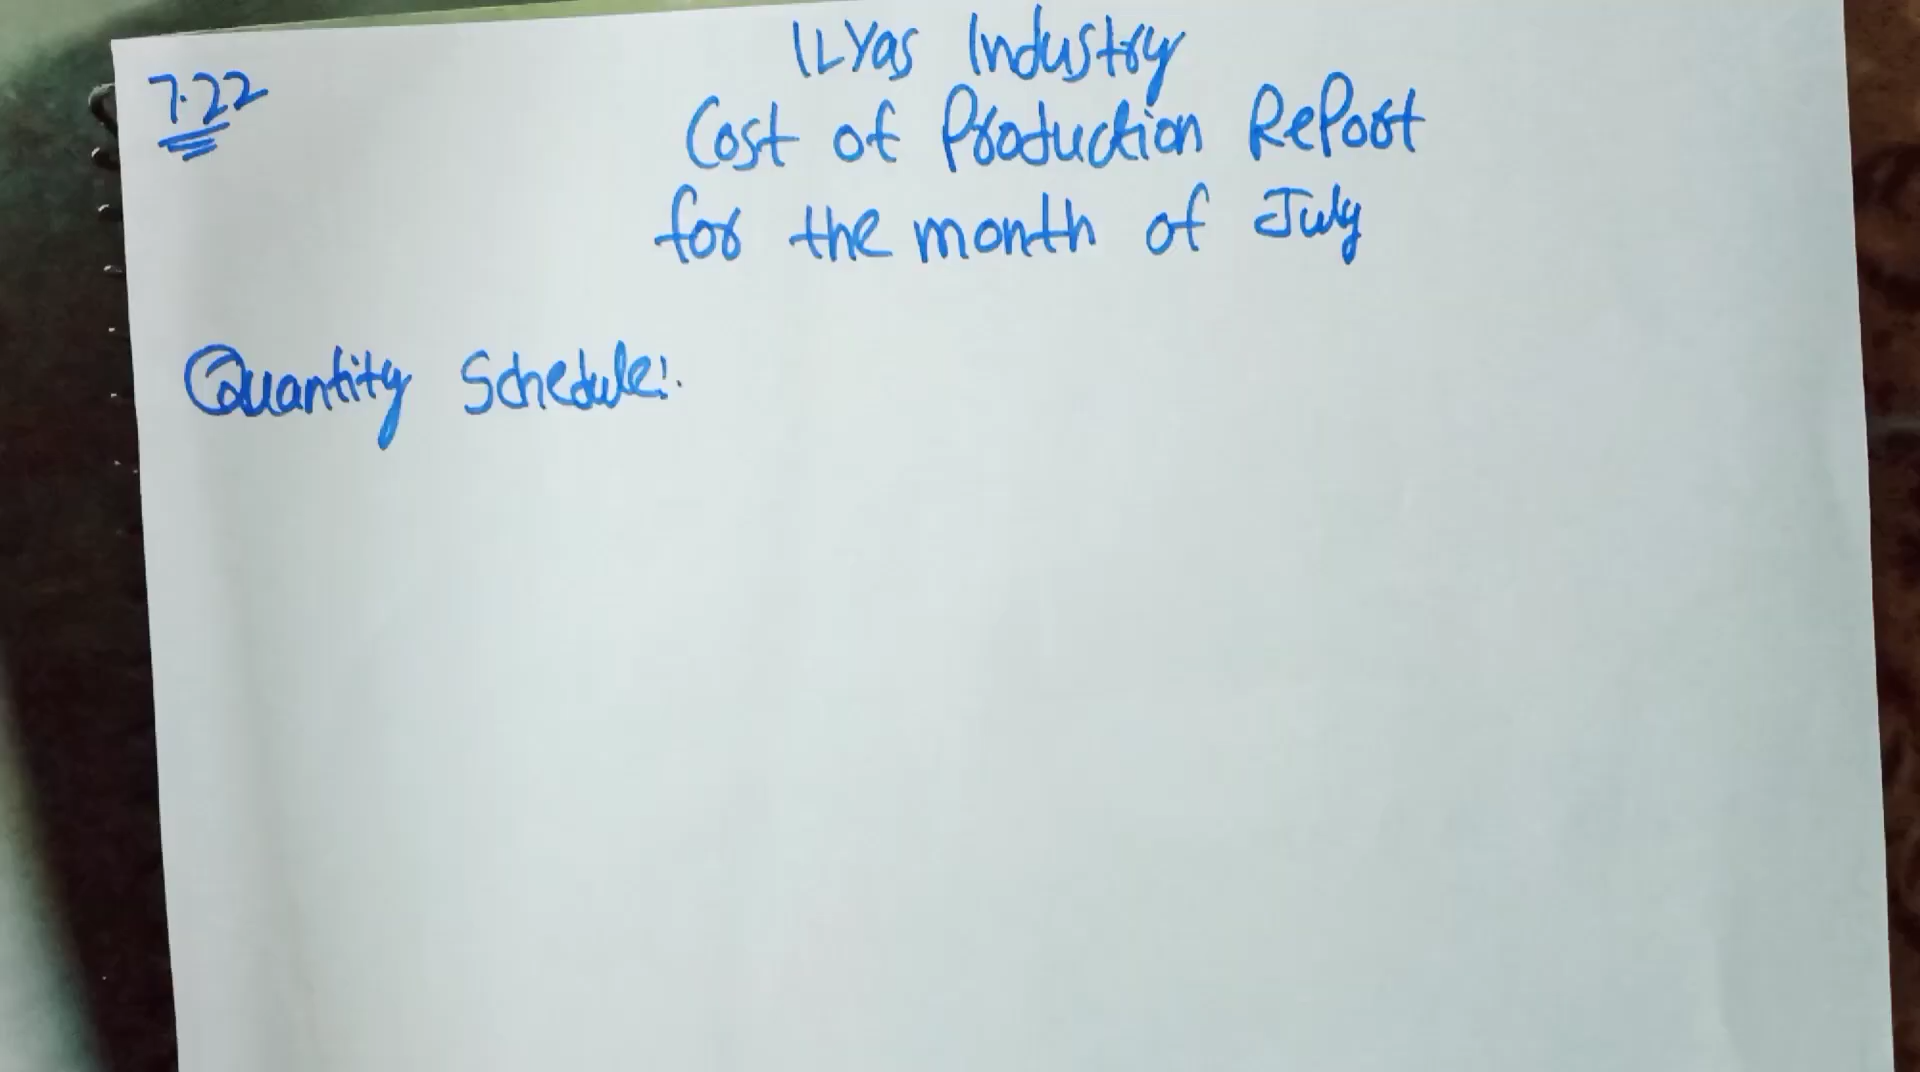 7.22
ILYas Industry
Cost of Production RePort
for the month of July
Quantity Schedule:.